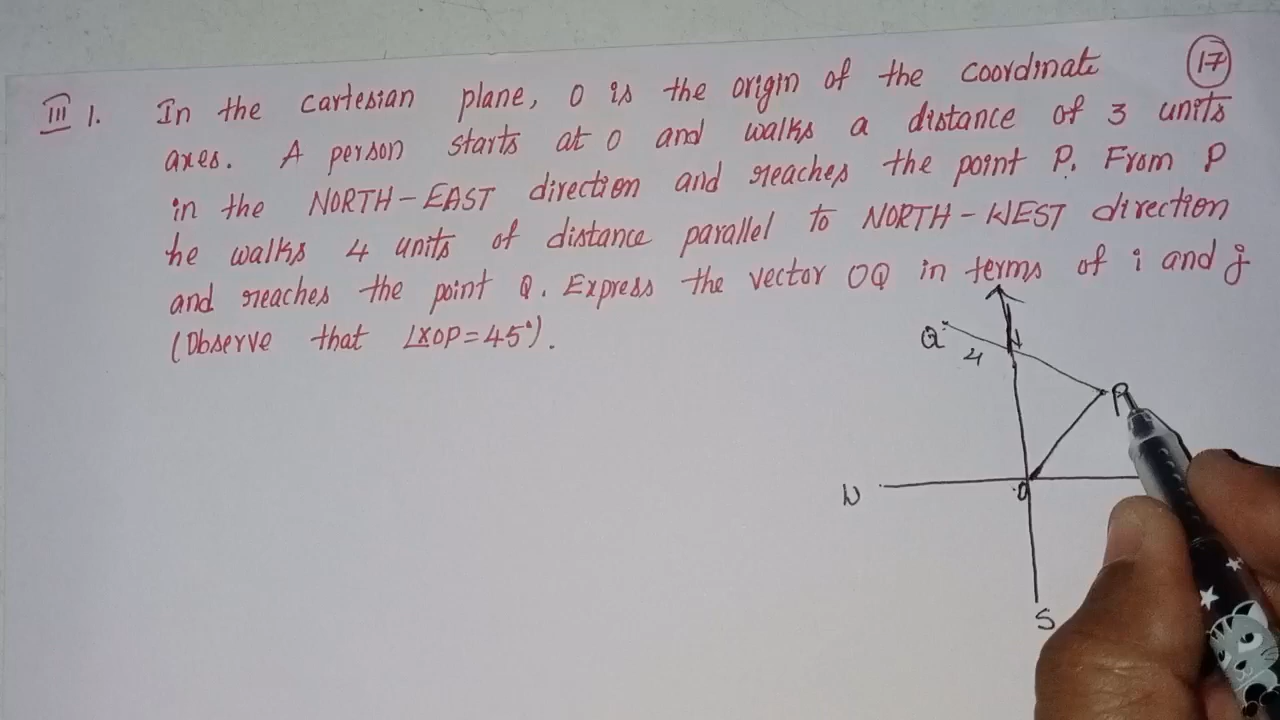 III 1. In the cartesian plane, O is the origin of the coordinate 17
axes. A person starts at O and walks a distance of 3 units
in the NORTH-EAST direction and reaches the point P. From P
he walks 4 units of distance parallel to NORTH-WEST direction
and reaches the point Q. Express the vector OQ in terms of i and j
(Observe that ∠XOP=45°).
Q 4 N
P
W O
S